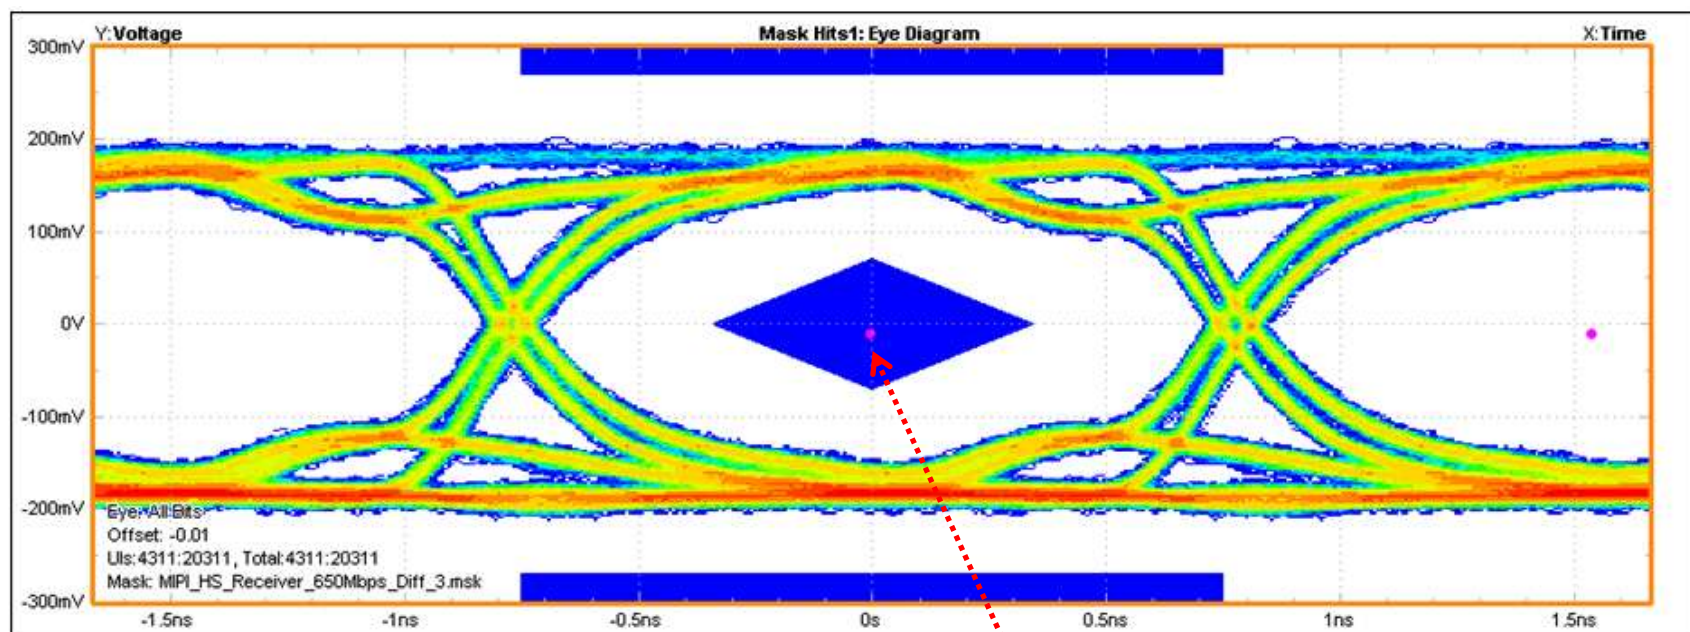 Y:Voltage Mask Hits1: Eye Diagram X:Time
300mV
200mV
100mV
0V
-100mV
-200mV
-300mV
Eye: All Bits
Offset: -0.01
UIs:4311:20311, Total:4311:20311
Mask: MIPI_HS_Receiver_650Mbps_Diff_3.msk
-1.5ns -1ns -0.5ns 0s 0.5ns 1ns 1.5ns